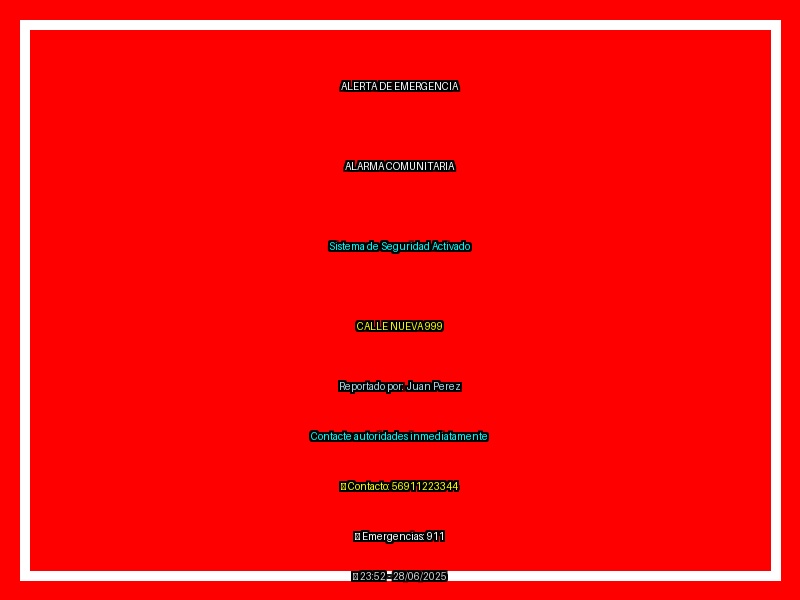 ALERTA DE EMERGENCIA
ALARMA COMUNITARIA
Sistema de Seguridad Activado
CALLE NUEVA 999
Reportado por: Juan Perez
Contacte autoridades inmediatamente
Contacto: 56911223344
Emergencias: 911
23:52 - 28/06/2025